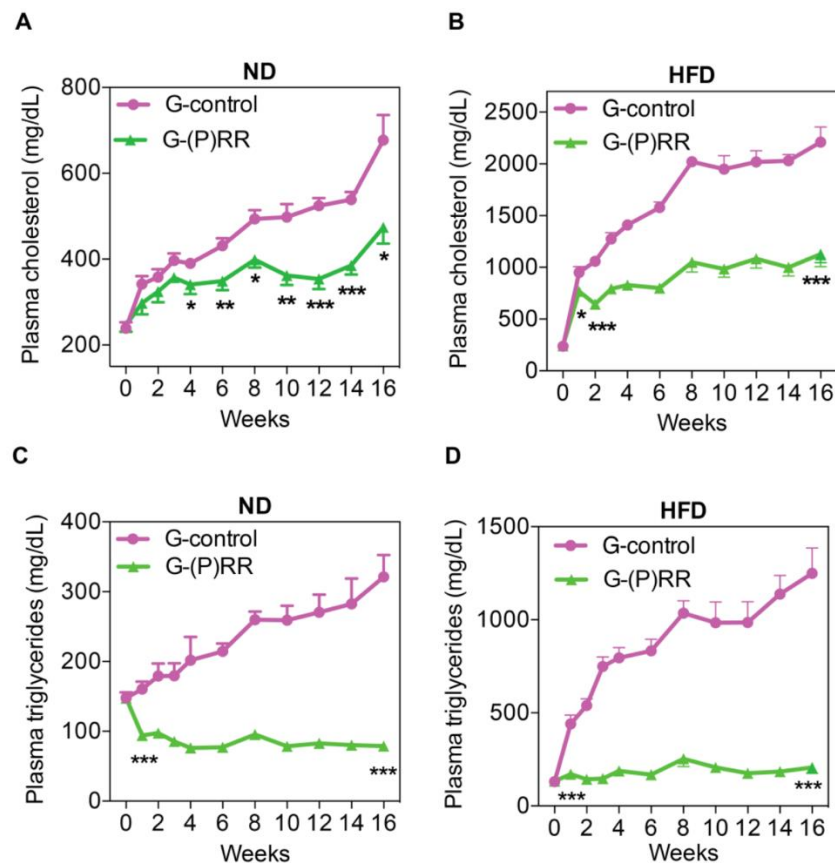 A
ND
Plasma cholesterol (mg/dL)
800
600
400
200
G-control
G-(P)RR
* ** * ** *** *** *
0 2 4 6 8 10 12 14 16
Weeks
B
HFD
Plasma cholesterol (mg/dL)
2500
2000
1500
1000
500
0
G-control
G-(P)RR
* *** ***
0 2 4 6 8 10 12 14 16
Weeks
C
ND
Plasma triglycerides (mg/dL)
400
300
200
100
0
G-control
G-(P)RR
*** ***
0 2 4 6 8 10 12 14 16
Weeks
D
HFD
Plasma triglycerides (mg/dL)
1500
1000
500
0
G-control
G-(P)RR
*** ***
0 2 4 6 8 10 12 14 16
Weeks